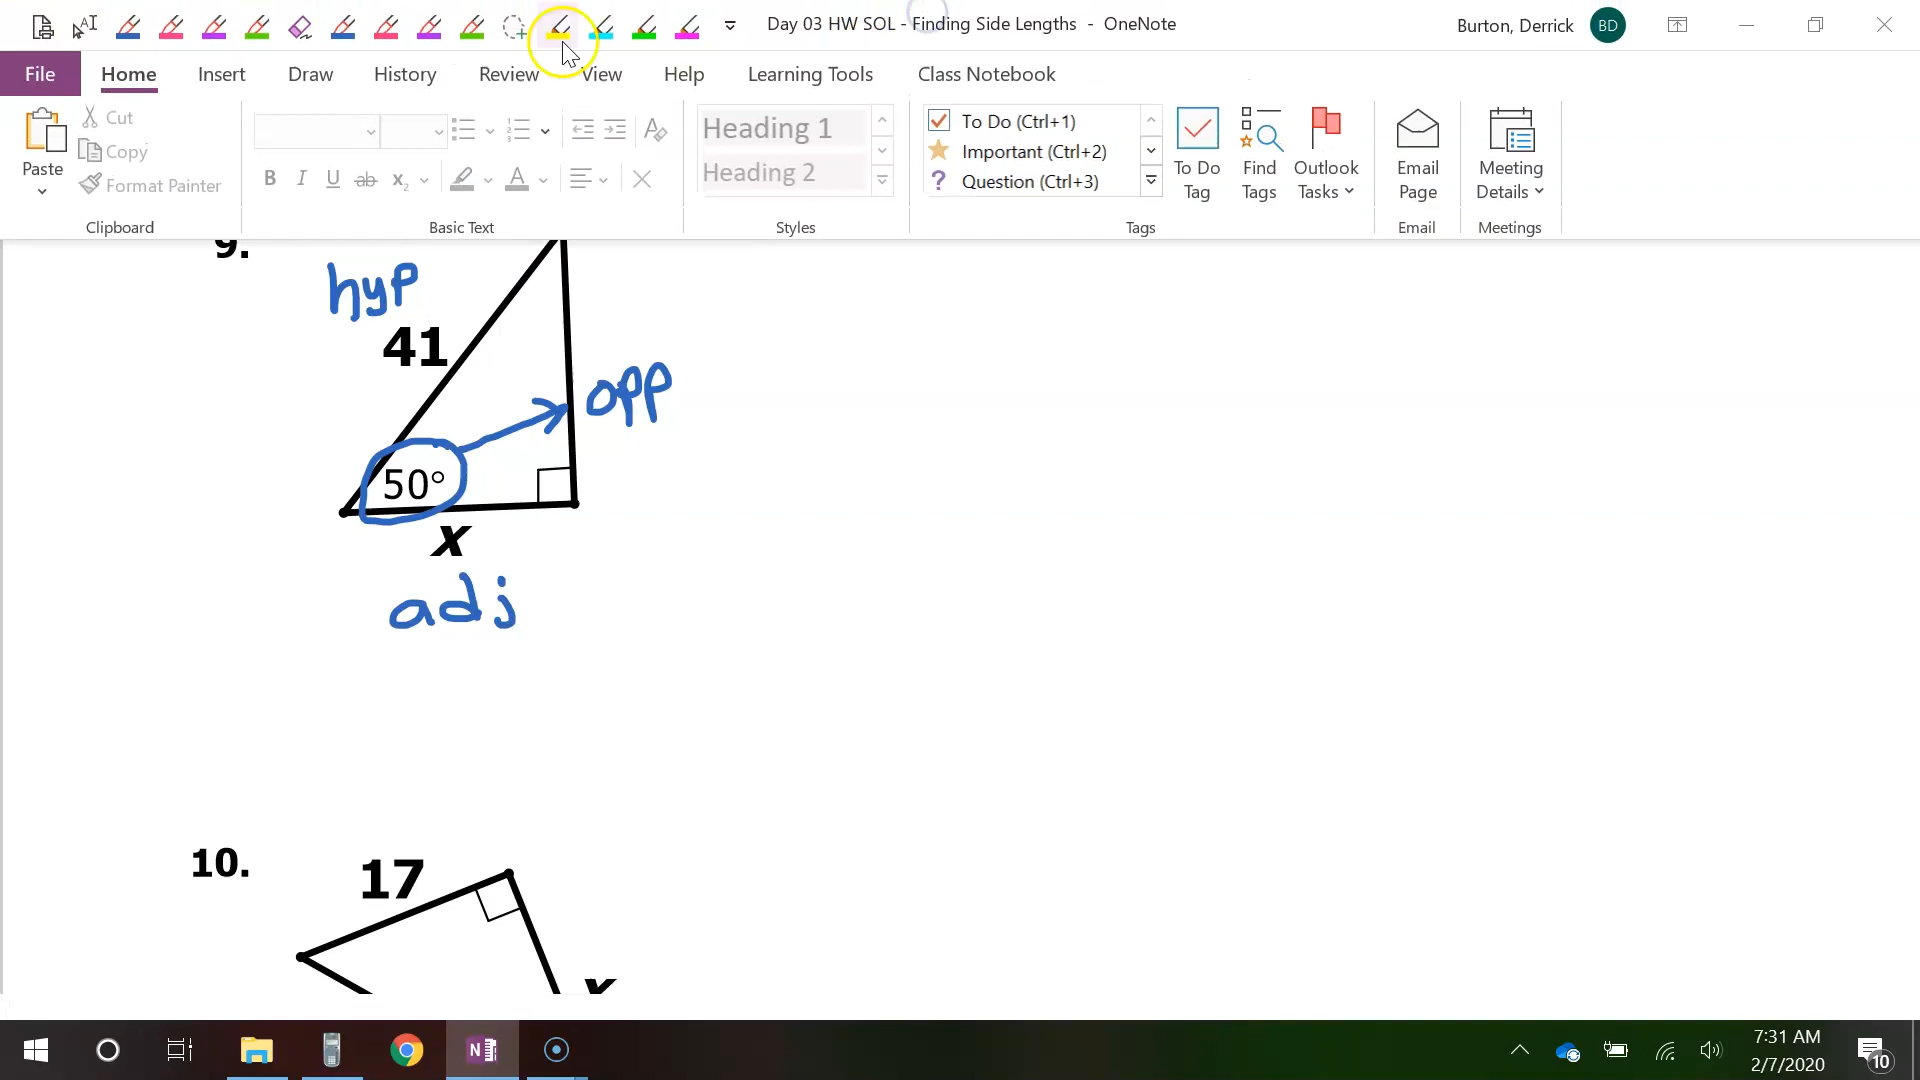 Day 03 HW SOL - Finding Side Lengths - OneNote
Burton, Derrick
BD
File
Home
Insert
Draw
History
Review
View
Help
Learning Tools
Class Notebook
Paste
Cut
Copy
Format Painter
Clipboard
Basic Text
Heading 1
Heading 2
Styles
To Do (Ctrl+1)
Important (Ctrl+2)
Question (Ctrl+3)
To Do
Tag
Find
Tags
Outlook
Tasks
Tags
Email
Page
Email
Meeting
Details
Meetings
9.
hyp
41
opp
50°
x
adj
10.
17
x
7:31 AM
2/7/2020
10